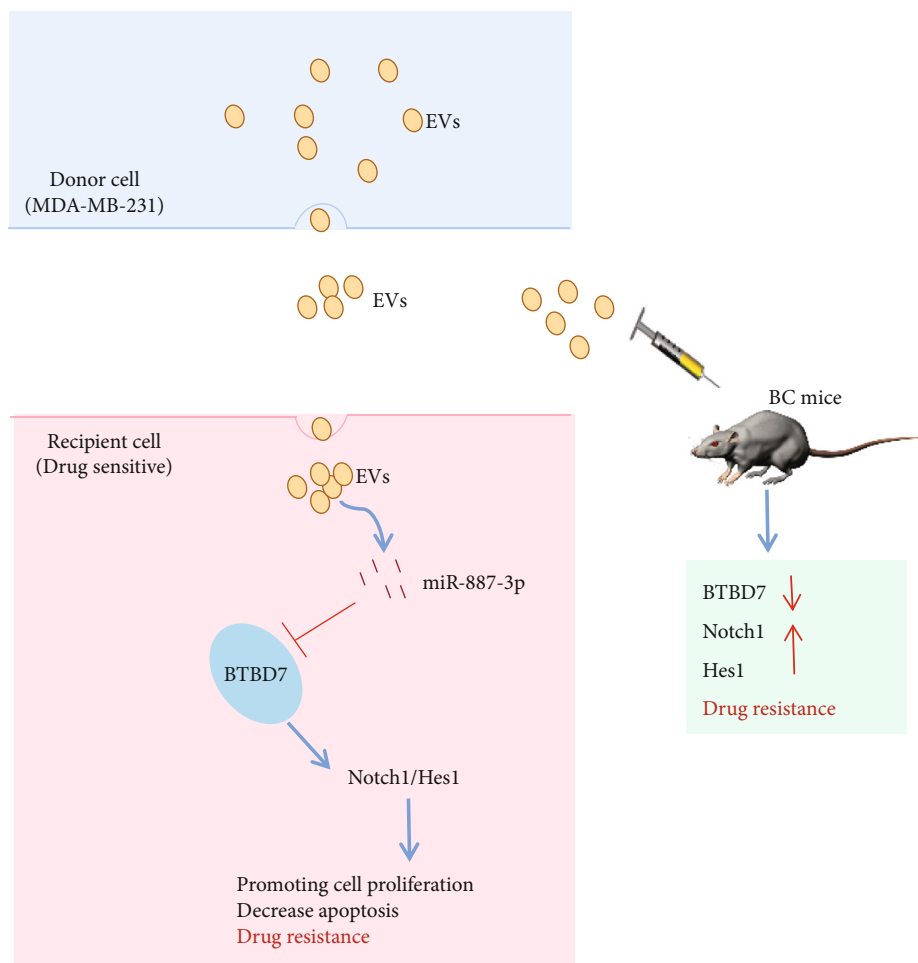 EVs
Donor cell
(MDA-MB-231)
EVs
BC mice
Recipient cell
(Drug sensitive)
EVs
miR-887-3p
BTBD7
Notch1/Hes1
Promoting cell proliferation
Decrease apoptosis
Drug resistance
BTBD7
Notch1
Hes1
Drug resistance